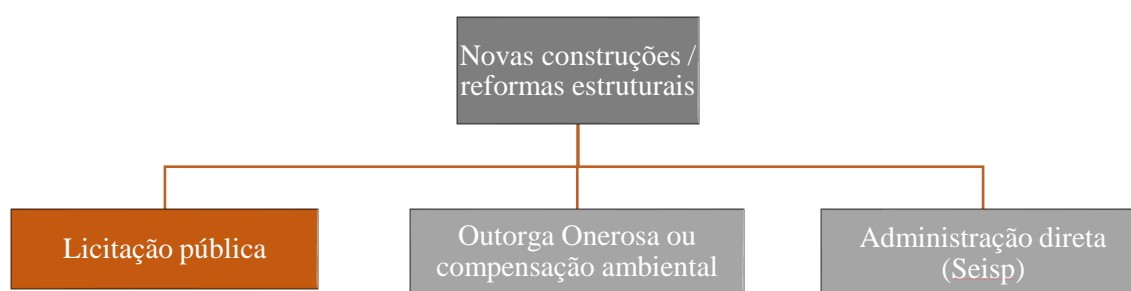 Novas construções /
reformas estruturais
Licitação pública
Outorga Onerosa ou
compensação ambiental
Administração direta
(Seisp)